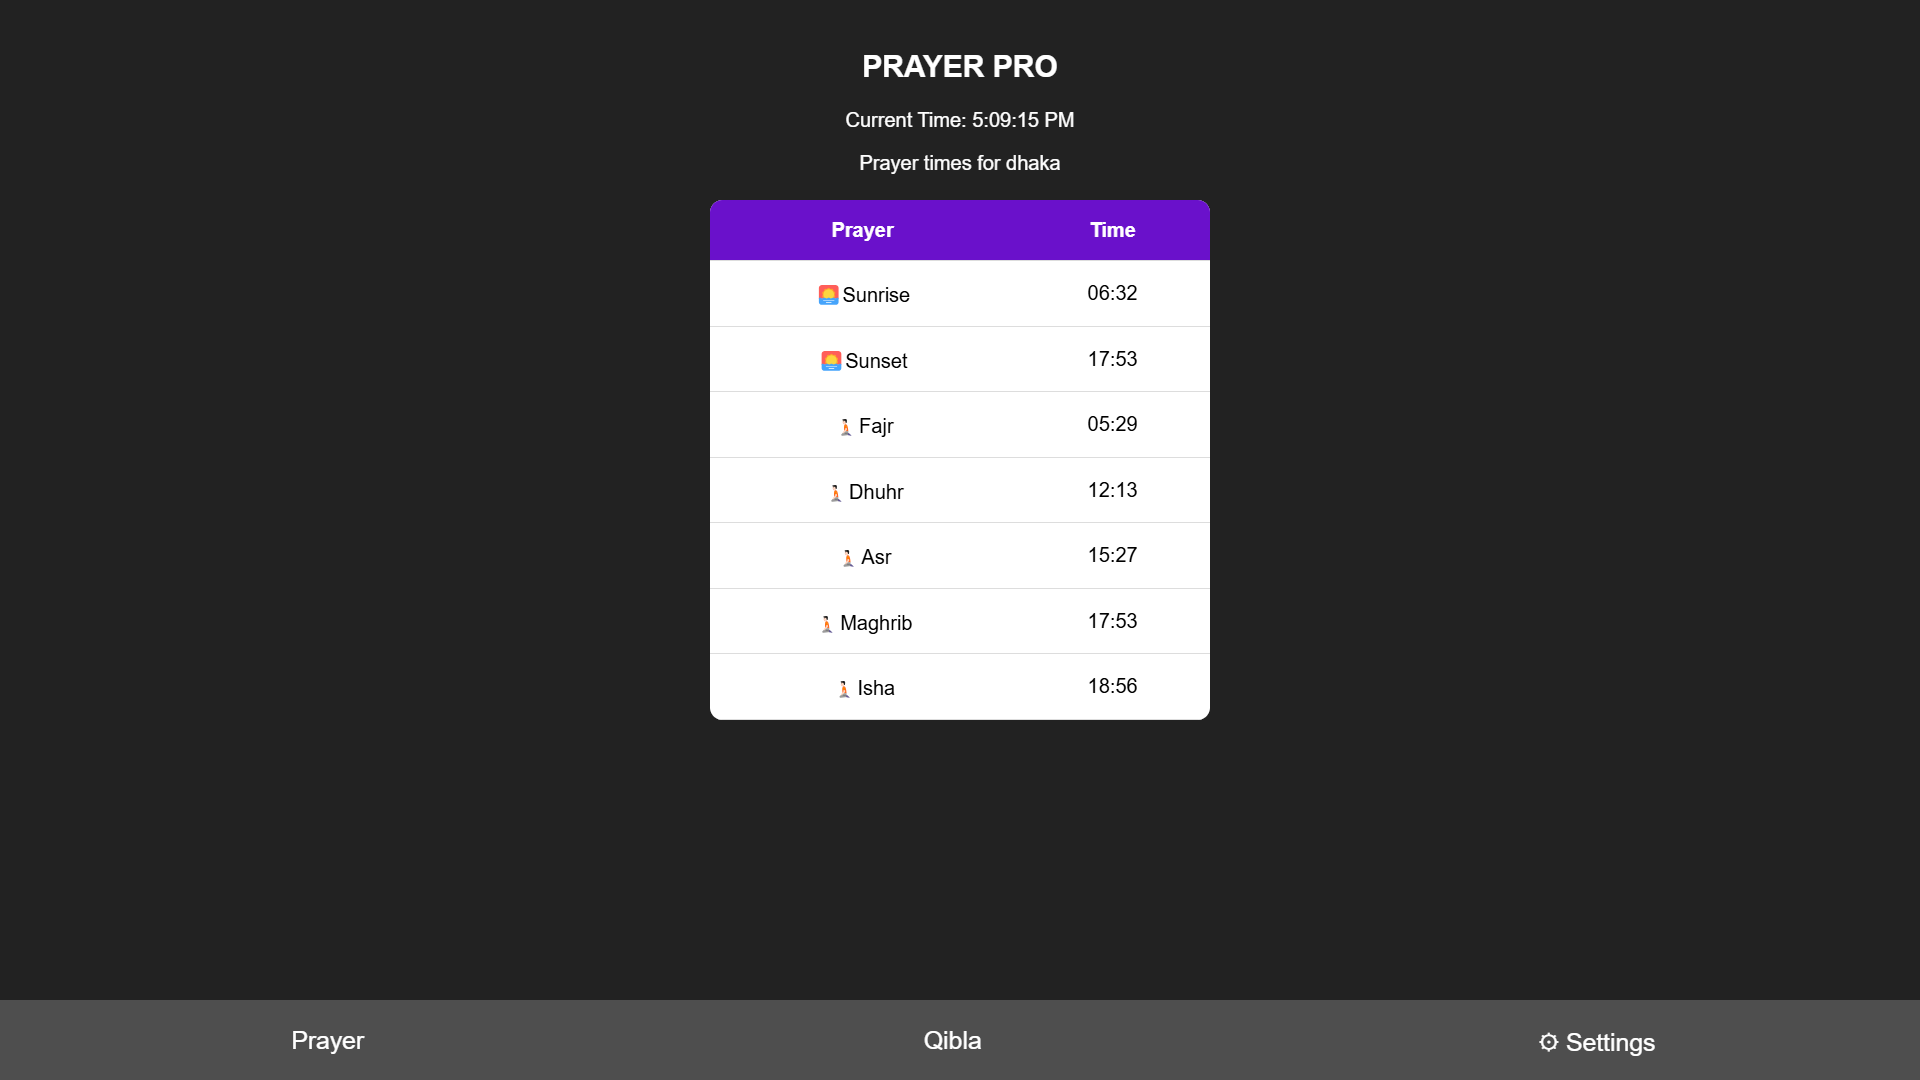 PRAYER PRO
Current Time: 5:09:15 PM
Prayer times for dhaka
Prayer Time
Sunrise 06:32
Sunset 17:53
Fajr 05:29
Dhuhr 12:13
Asr 15:27
Maghrib 17:53
Isha 18:56
Prayer Qibla Settings